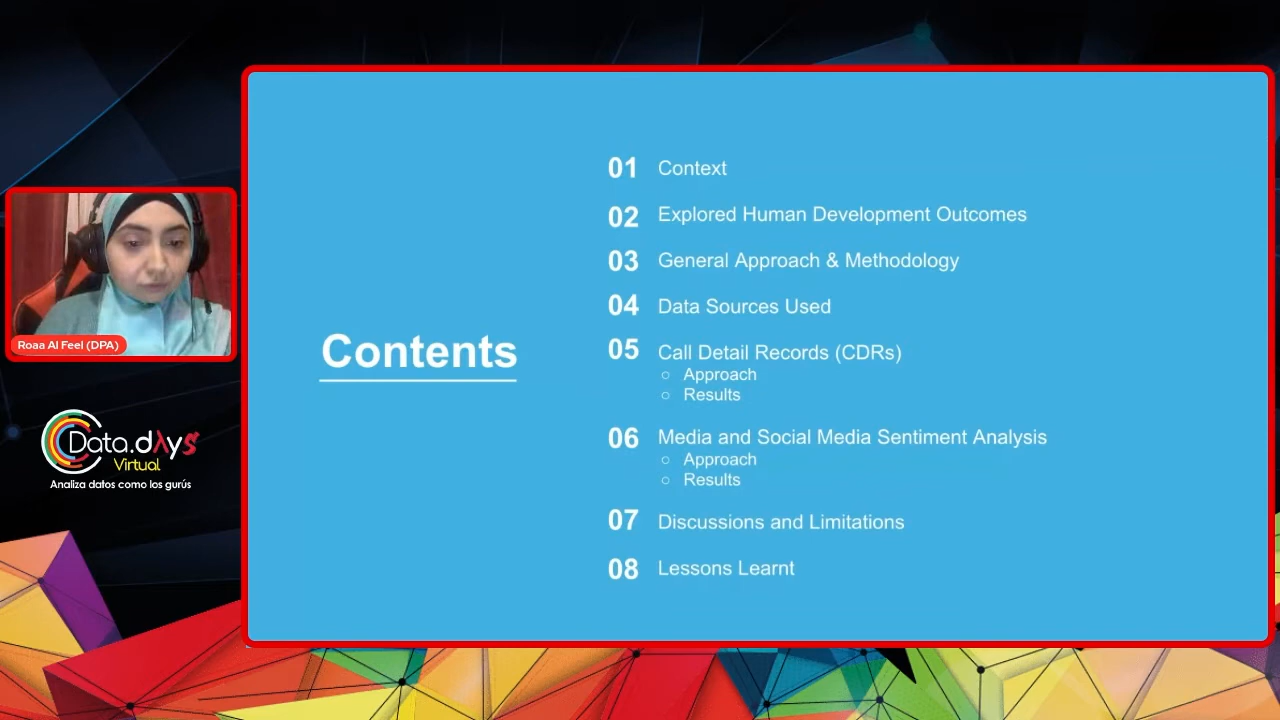 01 Context
02 Explored Human Development Outcomes
03 General Approach & Methodology
04 Data Sources Used
Contents
05 Call Detail Records (CDRs)
○ Approach
○ Results
06 Media and Social Media Sentiment Analysis
○ Approach
○ Results
07 Discussions and Limitations
08 Lessons Learnt
Roaa Al Feel (DPA)
Data.dAys
Virtual
Analiza datos como los gurús